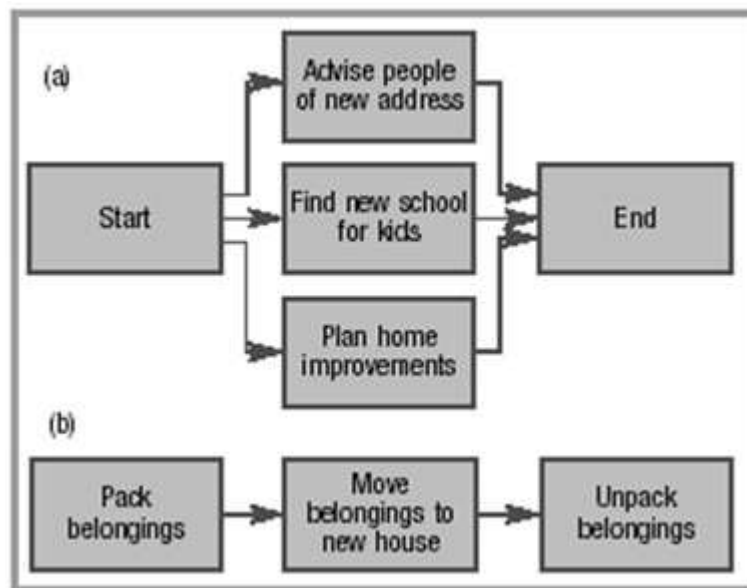 (a)
Advise people
of new address
Start
Find new school
for kids
End
Plan home
improvements
(b)
Pack
belongings
Move
belongings to
new house
Unpack
belongings